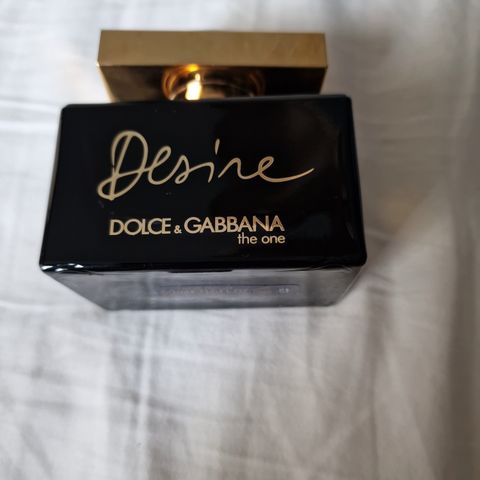 Desire
DOLCE & GABBANA
the one